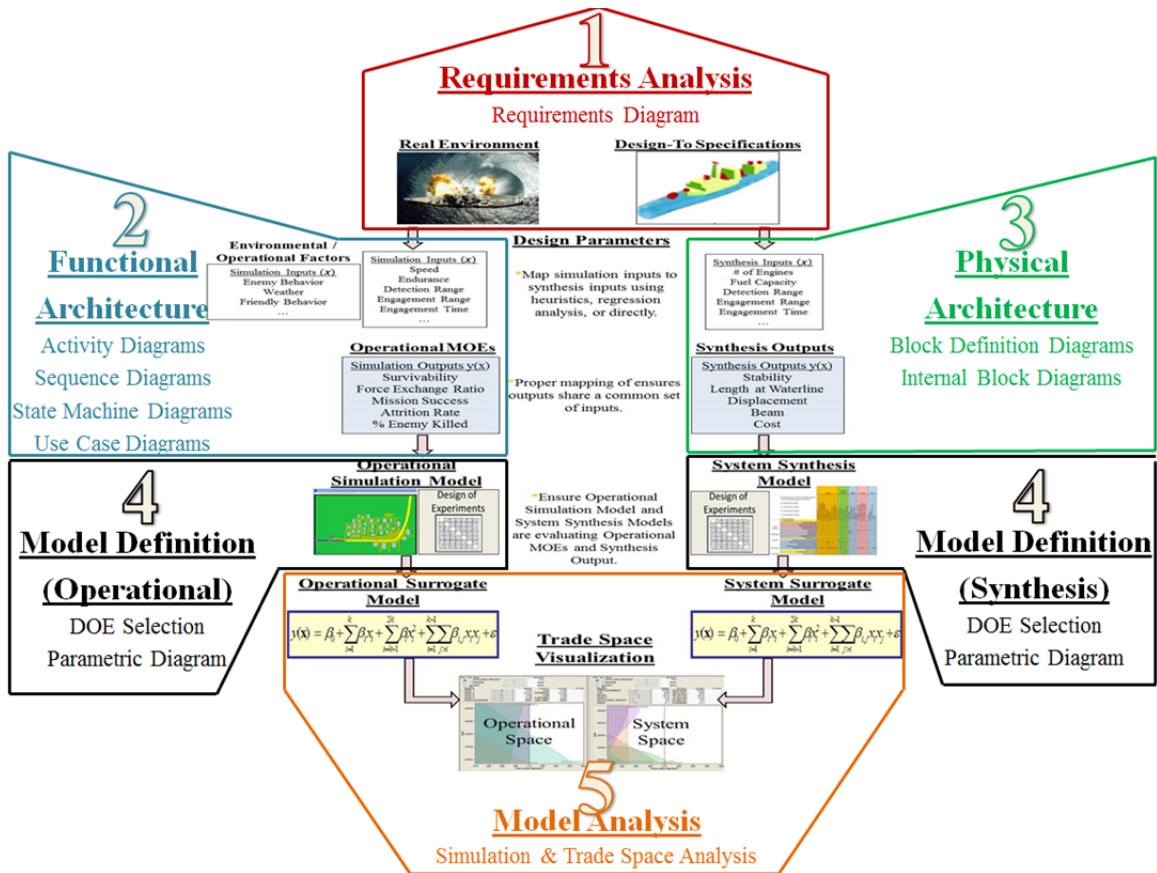 1
Requirements Analysis
Requirements Diagram
Real Environment
Design-To Specifications
2
Functional
Architecture
Activity Diagrams
Sequence Diagrams
State Machine Diagrams
Use Case Diagrams
Environmental /
Operational Factors
Simulation Inputs (x)
Enemy Behavior
Weather
Friendly Behavior
…
Simulation Inputs (x)
Speed
Endurance
Detection Range
Engagement Range
Engagement Time
…
Operational MOEs
Simulation Outputs y(x)
Survivability
Force Exchange Ratio
Mission Success
Attrition Rate
% Enemy Killed
Design Parameters
*Map simulation inputs to
synthesis inputs using
heuristics, regression
analysis, or directly.
*Proper mapping of ensures
outputs share a common set
of inputs.
*Ensure Operational
Simulation Model and
System Synthesis Models
are evaluating Operational
MOEs and Synthesis
Output.
Synthesis Inputs (x)
# of Engines
Fuel Capacity
Detection Range
Engagement Range
Engagement Time
…
Synthesis Outputs
Synthesis Outputs y(x)
Stability
Length at Waterline
Displacement
Beam
Cost
3
Physical
Architecture
Block Definition Diagrams
Internal Block Diagrams
4
Model Definition
(Operational)
DOE Selection
Parametric Diagram
Operational
Simulation Model
Design of
Experiments
System Synthesis
Model
Design of
Experiments
4
Model Definition
(Synthesis)
DOE Selection
Parametric Diagram
Operational Surrogate
Model
System Surrogate
Model
Trade Space
Visualization
Operational
Space
System
Space
5
Model Analysis
Simulation & Trade Space Analysis